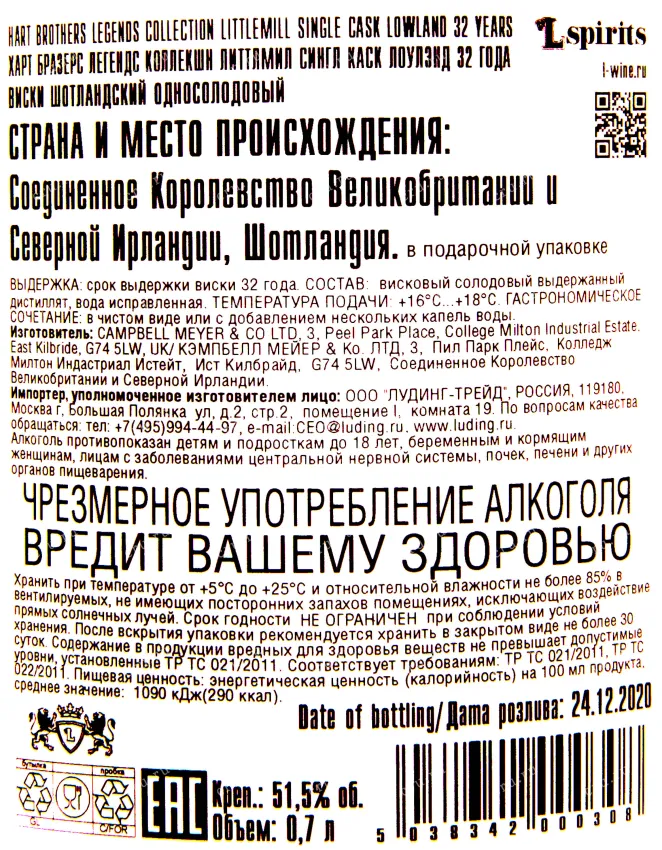 HART BROTHERS LEGENDS COLLECTION LITTLEMILL SINGLE CASK LOWLAND 32 YEARS
ХАРТ БРАЗЕРС ЛЕГЕНДС КОЛЛЕКШН ЛИТТЛМИЛ СИНГЛ КАСК ЛОУЛЭНД 32 ГОДА
ВИСКИ ШОТЛАНДСКИЙ ОДНОСОЛОДОВЫЙ
L spirits
l-wine.ru
СТРАНА И МЕСТО ПРОИСХОЖДЕНИЯ:
Соединенное Королевство Великобритании и
Северной Ирландии, Шотландия. в подарочной упаковке
ВЫДЕРЖКА: срок выдержки виски 32 года. СОСТАВ: висковый солодовый выдержанный
дистиллят, вода исправленная. ТЕМПЕРАТУРА ПОДАЧИ: +16°C...+18°C. ГАСТРОНОМИЧЕСКОЕ
СОЧЕТАНИЕ: в чистом виде или с добавлением нескольких капель воды.
Изготовитель: CAMPBELL MEYER & CO LTD, 3, Peel Park Place, College Milton Industrial Estate.
East Kilbride, G74 5LW, UK/ КЭМПБЕЛЛ МЕЙЕР & Ко. ЛТД, 3, Пил Парк Плейс, Колледж
Милтон Индастриал Истейт, Ист Килбрайд, G74 5LW, Соединенное Королевство
Великобритании и Северной Ирландии.
Импортер, уполномоченное изготовителем лицо: ООО "ЛУДИНГ-ТРЕЙД", РОССИЯ, 119180,
Москва г, Большая Полянка ул, д.2, стр.2, помещение I, комната 19. По вопросам качества
обращаться: тел: +7(495)994-44-97, e-mail:CEO@luding.ru. www.luding.ru.
Алкоголь противопоказан детям и подросткам до 18 лет, беременным и кормящим
женщинам, лицам с заболеваниями центральной нервной системы, почек, печени и других
органов пищеварения.
ЧРЕЗМЕРНОЕ УПОТРЕБЛЕНИЕ АЛКОГОЛЯ
ВРЕДИТ ВАШЕМУ ЗДОРОВЬЮ
Хранить при температуре от +5°C до +25°C и относительной влажности не более 85% в
вентилируемых, не имеющих посторонних запахов помещениях, исключающих воздействие
прямых солнечных лучей. Срок годности НЕ ОГРАНИЧЕН при соблюдении условий
хранения. После вскрытия упаковки рекомендуется хранить в закрытом виде не более 30
суток. Содержание в продукции вредных для здоровья веществ не превышает допустимые
уровни, установленные ТР ТС 021/2011. Соответствует требованиям: ТР ТС 021/2011, ТР ТС
022/2011. Пищевая ценность: энергетическая ценность (калорийность) на 100 мл продукта,
среднее значение: 1090 кДж(290 ккал).
Date of bottling/Дата розлива: 24.12.2020
L
бутылка пробка
GL C/FOR
EAC
Креп.: 51,5% об.
Объем: 0,7 л
5 038342 000308